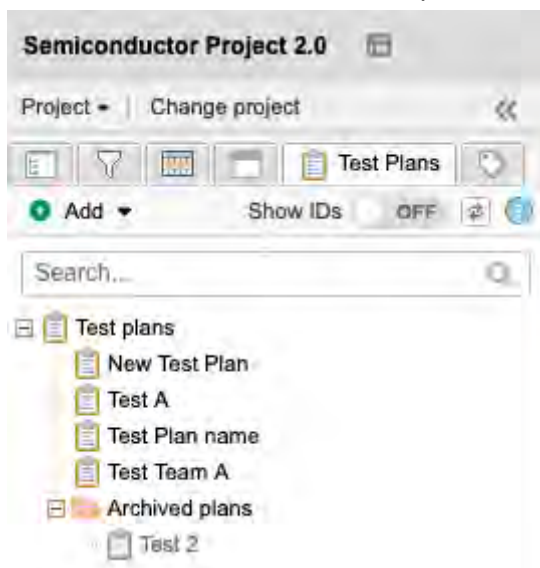 Semiconductor Project 2.0
Project | Change project
Test Plans
Add Show IDs OFF
Search...
Test plans
New Test Plan
Test A
Test Plan name
Test Team A
Archived plans
Test 2